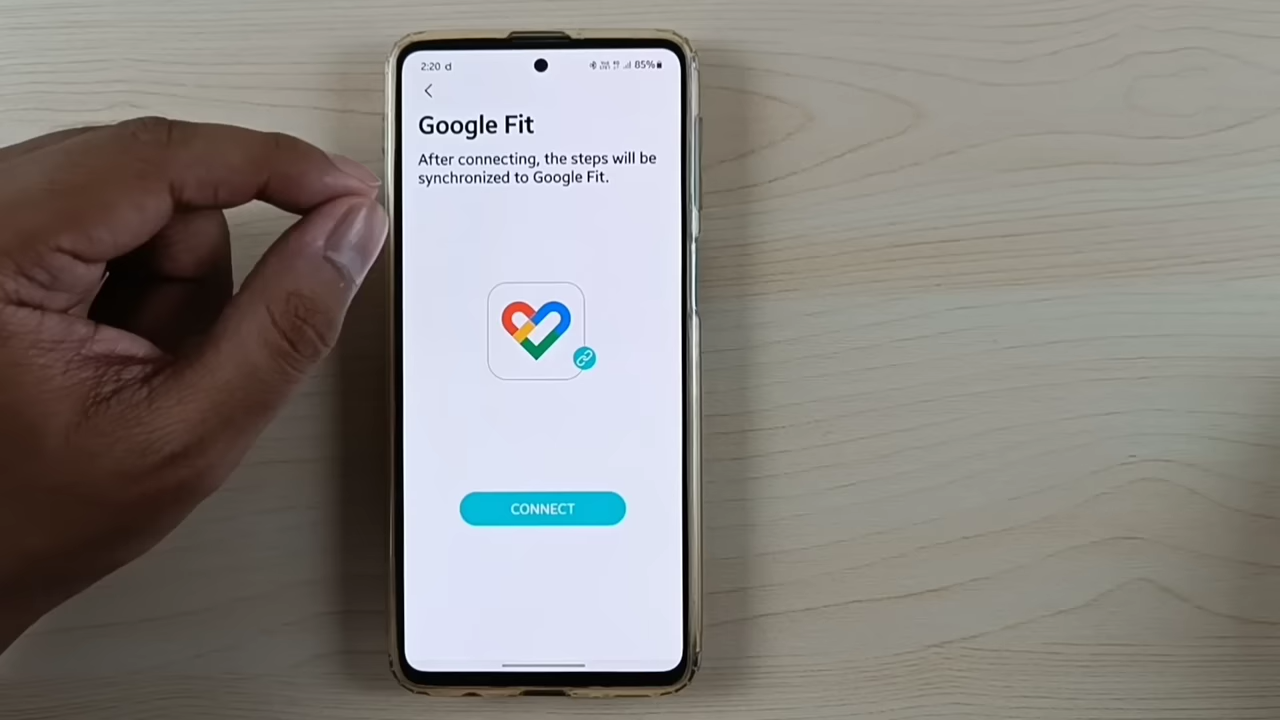 2:20 d
85%
Google Fit
After connecting, the steps will be
synchronized to Google Fit.
CONNECT